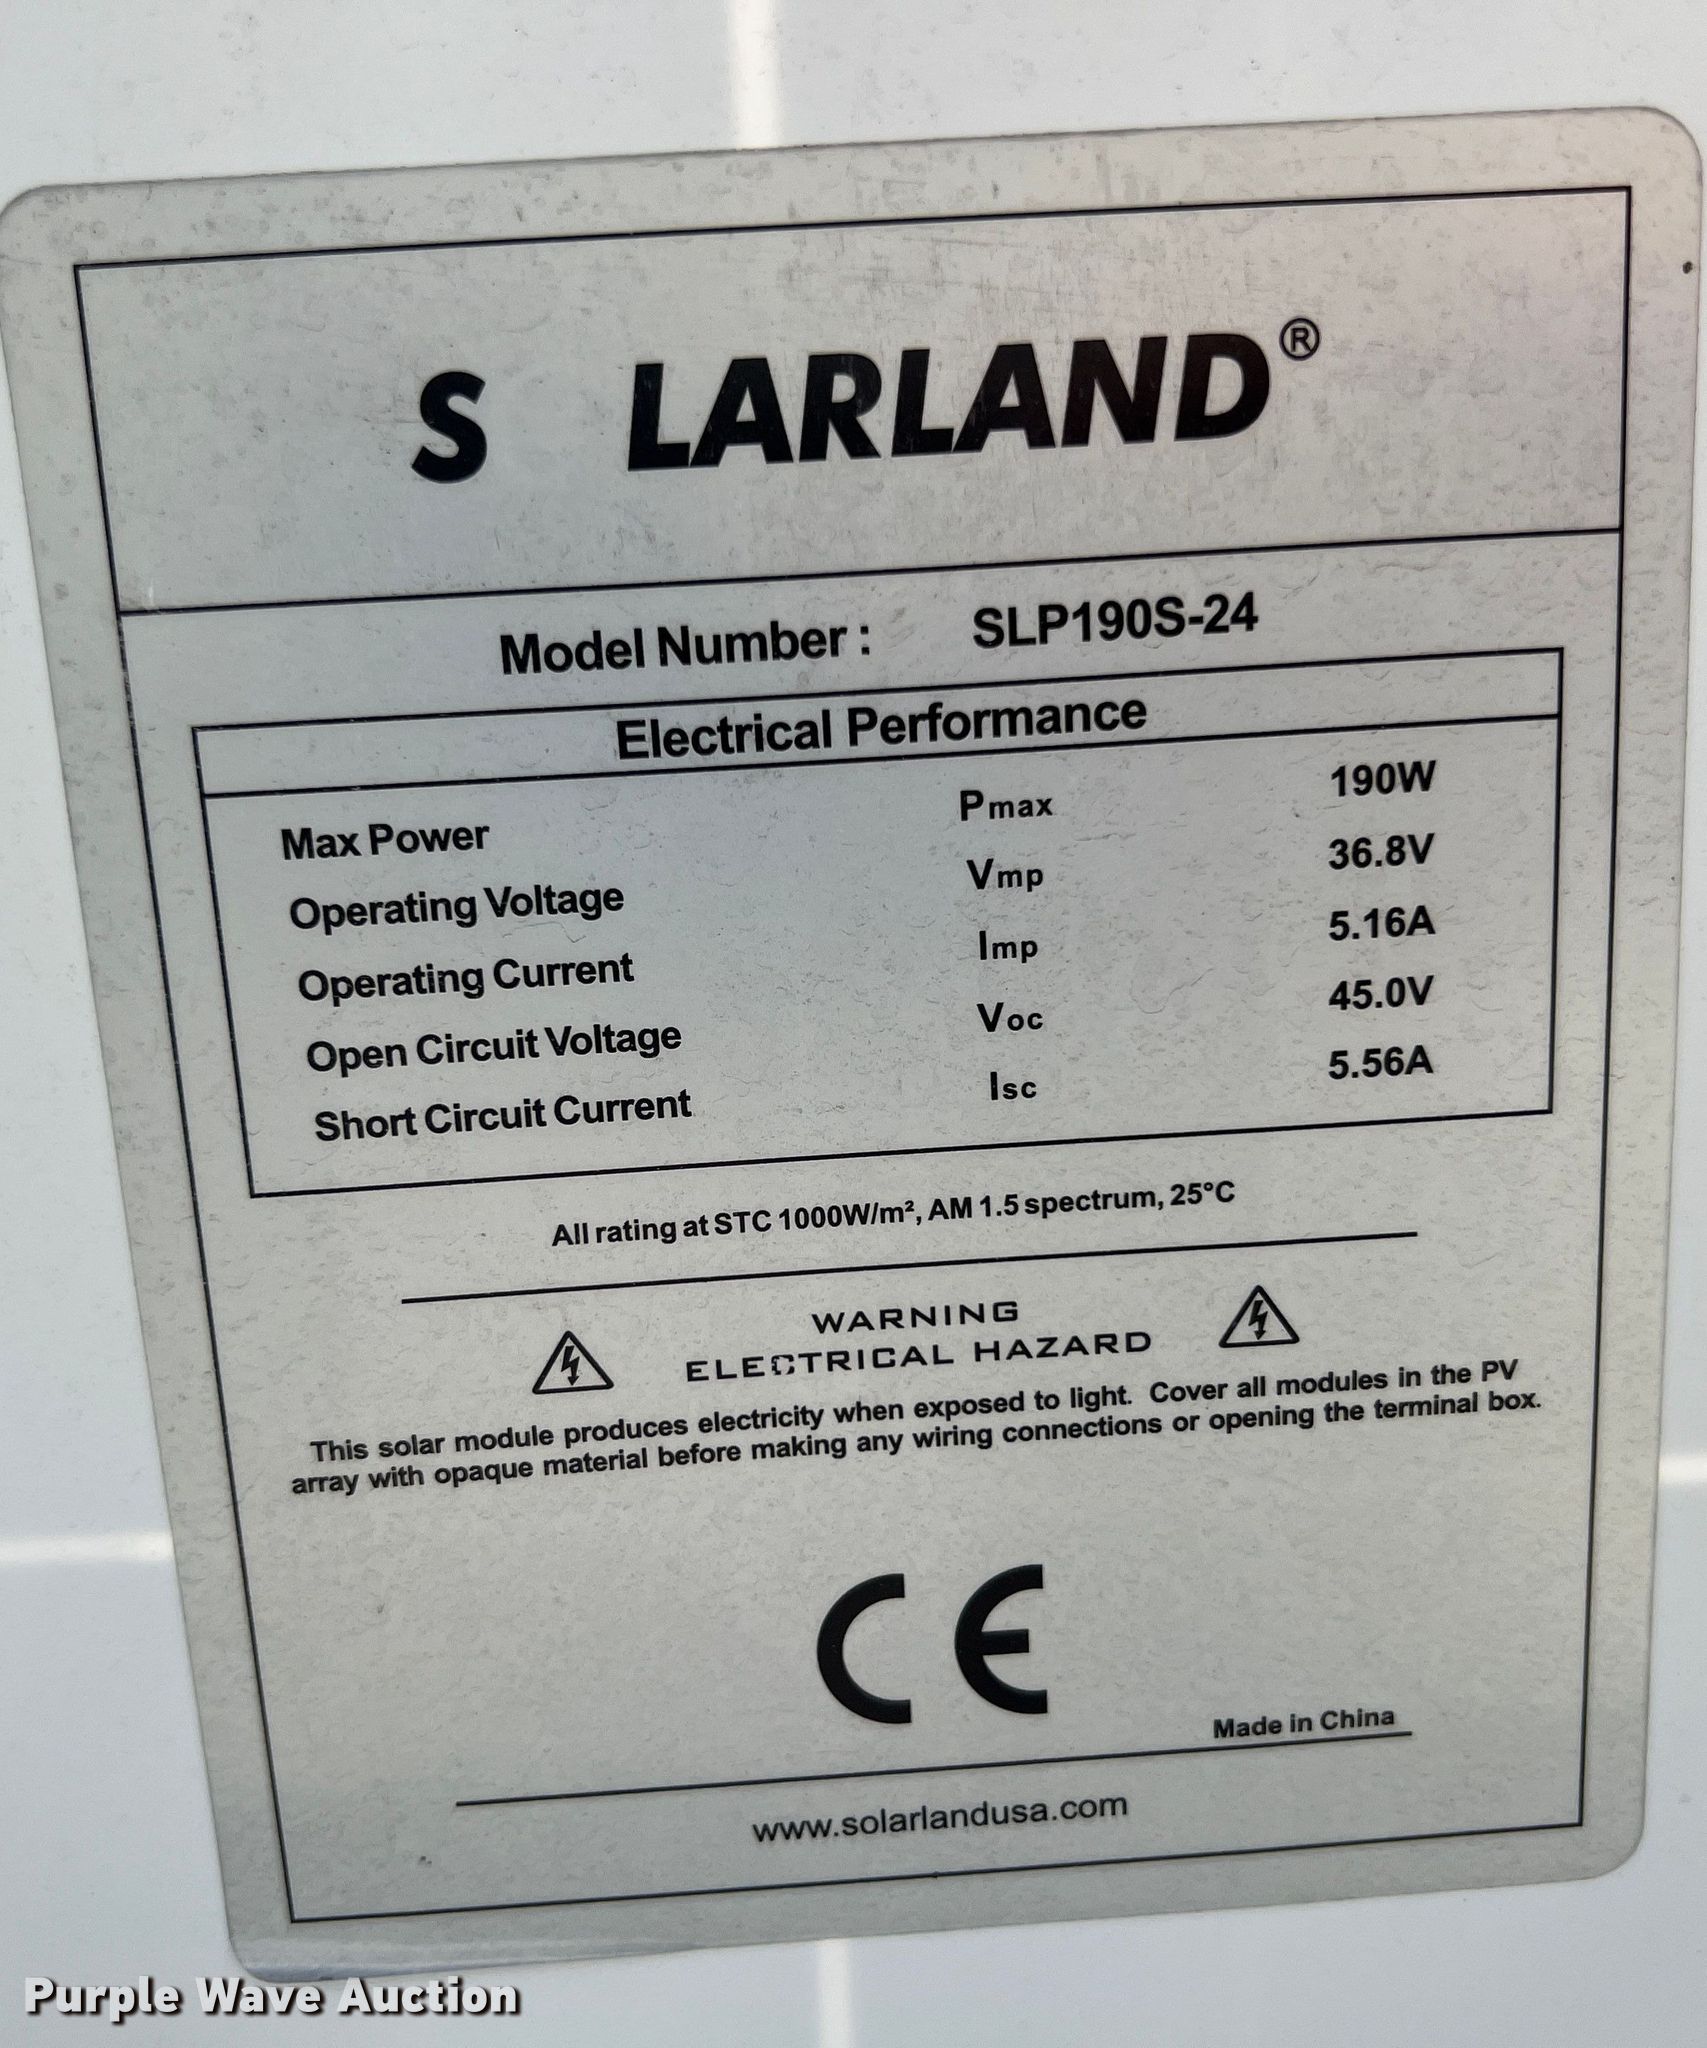 S LARLAND®
Model Number : SLP190S-24
Electrical Performance
Max Power Pmax 190W
Operating Voltage Vmp 36.8V
Operating Current Imp 5.16A
Open Circuit Voltage Voc 45.0V
Short Circuit Current Isc 5.56A
All rating at STC 1000W/m², AM 1.5 spectrum, 25°C
WARNING
ELECTRICAL HAZARD
This solar module produces electricity when exposed to light. Cover all modules in the PV
array with opaque material before making any wiring connections or opening the terminal box.
CE
Made in China
www.solarlandusa.com
Purple Wave Auction